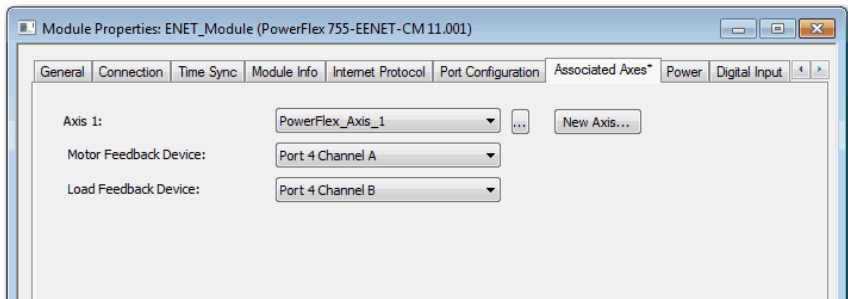 Module Properties: ENET_Module (PowerFlex 755-EENET-CM 11.001)
General Connection Time Sync Module Info Internet Protocol Port Configuration Associated Axes* Power Digital Input
Axis 1: PowerFlex_Axis_1 ... New Axis...
Motor Feedback Device: Port 4 Channel A
Load Feedback Device: Port 4 Channel B